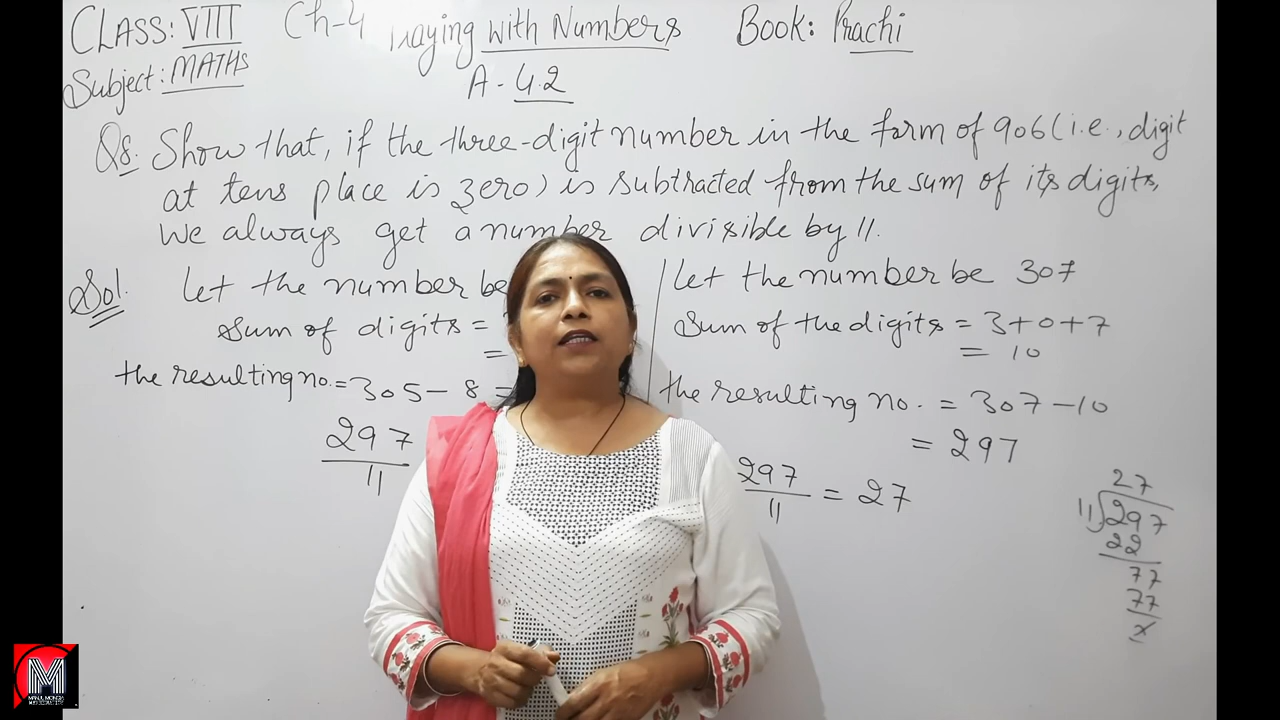 CLASS: VIII Ch-4 Playing with Numbers Book: Prachi
Subject: MATHS
A - 4.2
Q8. Show that, if the three-digit number in the form of 906 (i.e., digit
at tens place is zero) is subtracted from the sum of its digits,
we always get a number divisible by 11.
Sol. Let the number be
Sum of digits =
=
the resulting no. = 305 - 8 =
297
11
Let the number be 307
Sum of the digits = 3+0+7
= 10
the resulting no. = 307 - 10
= 297
297
11
= 27
27
11 297
22
77
77
x
M